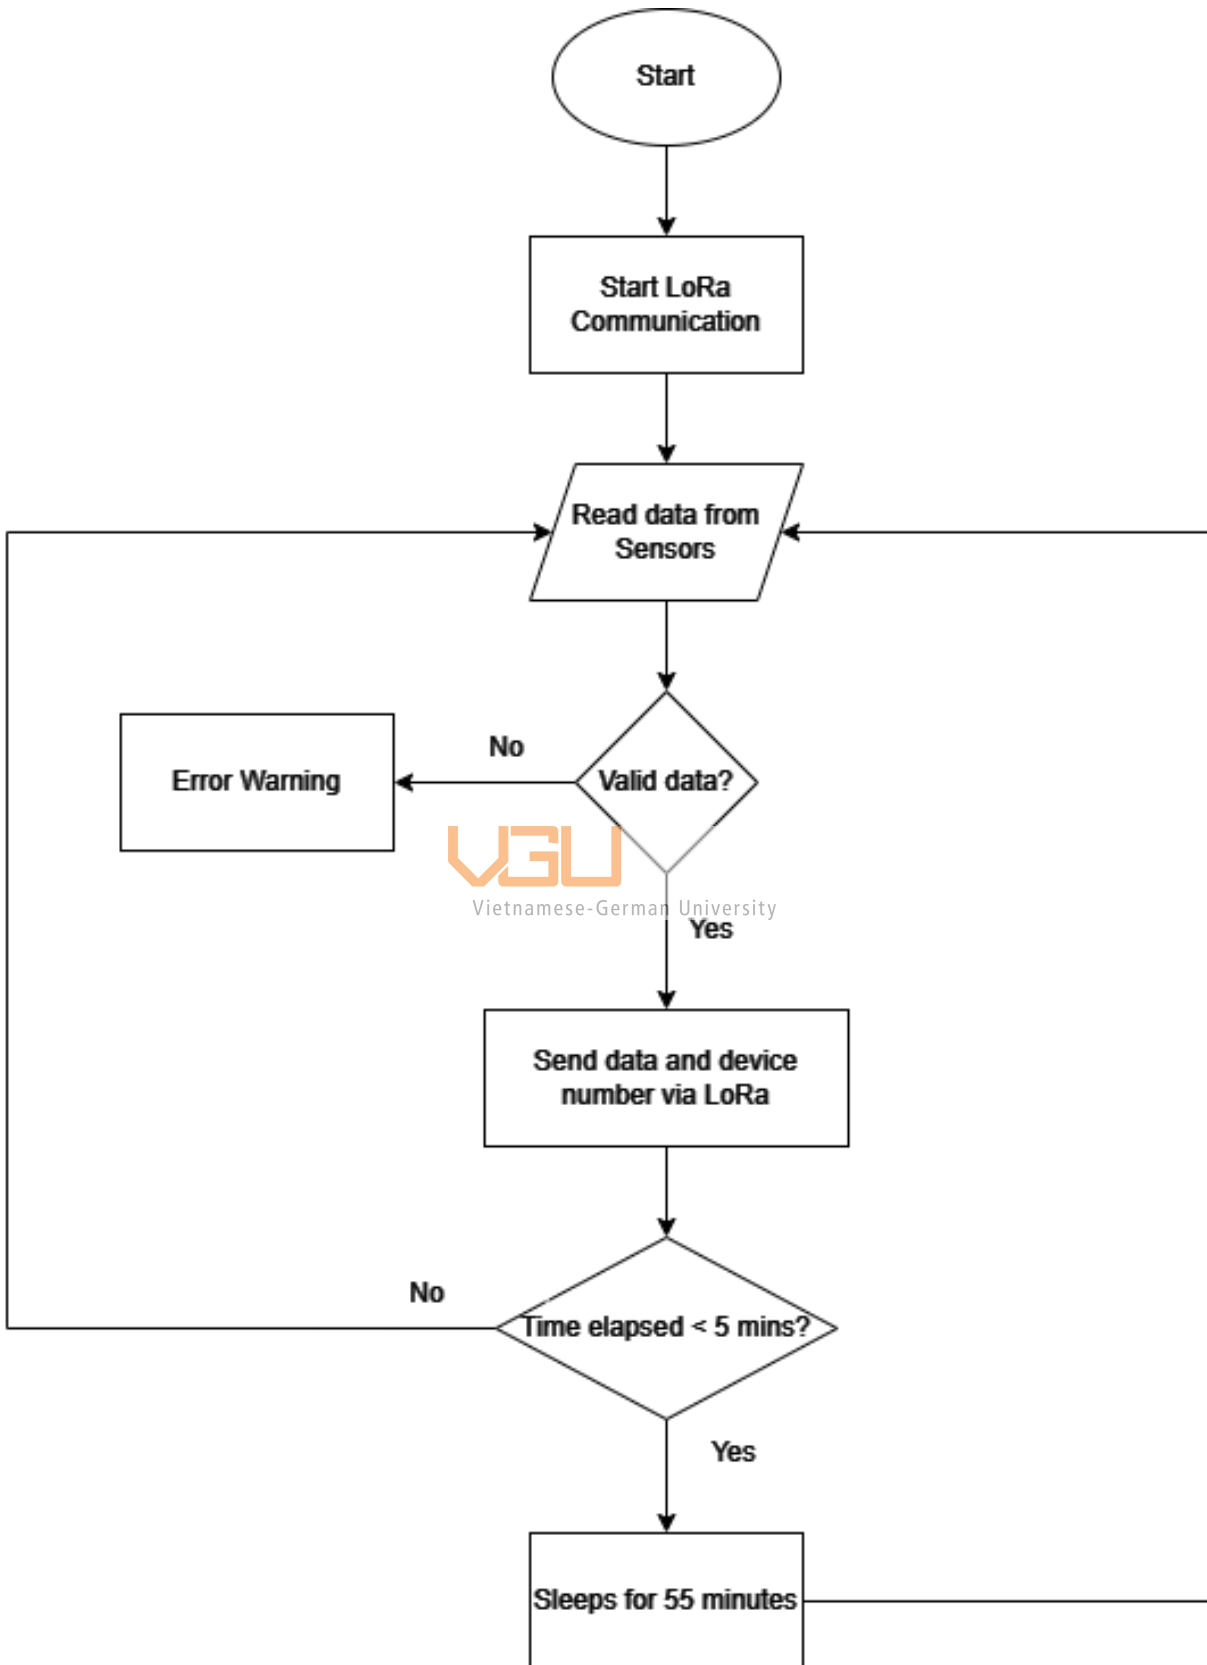 Start
Start LoRa
Communication
Read data from
Sensors
No
Error Warning
Valid data?
VGU
Vietnamese-German University
Yes
Send data and device
number via LoRa
No
Time elapsed < 5 mins?
Yes
Sleeps for 55 minutes